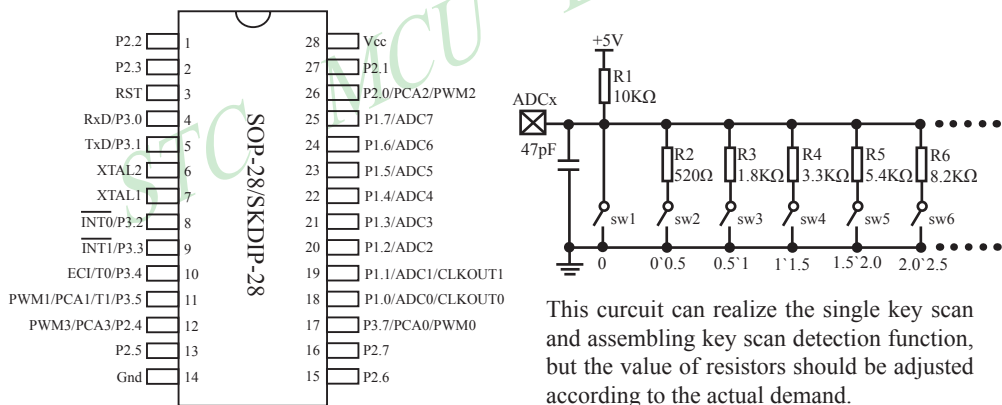 STC MCU
P2.2 1 28 Vcc
P2.3 2 27 P2.1
RST 3 26 P2.0/PCA2/PWM2
RxD/P3.0 4 25 P1.7/ADC7
TxD/P3.1 5 24 P1.6/ADC6
XTAL2 6 23 P1.5/ADC5
XTAL1 7 22 P1.4/ADC4
INT0/P3.2 8 21 P1.3/ADC3
INT1/P3.3 9 20 P1.2/ADC2
ECI/T0/P3.4 10 19 P1.1/ADC1/CLKOUT1
PWM1/PCA1/T1/P3.5 11 18 P1.0/ADC0/CLKOUT0
PWM3/PCA3/P2.4 12 17 P3.7/PCA0/PWM0
P2.5 13 16 P2.7
Gnd 14 15 P2.6
SOP-28/SKDIP-28
+5V
R1
10KΩ
ADCx
47pF
R2 R3 R4 R5 R6
520Ω 1.8KΩ 3.3KΩ 5.4KΩ 8.2KΩ
sw1 sw2 sw3 sw4 sw5 sw6
0 0`0.5 0.5`1 1`1.5 1.5`2.0 2.0`2.5
This curcuit can realize the single key scan
and assembling key scan detection function,
but the value of resistors should be adjusted
according to the actual demand.